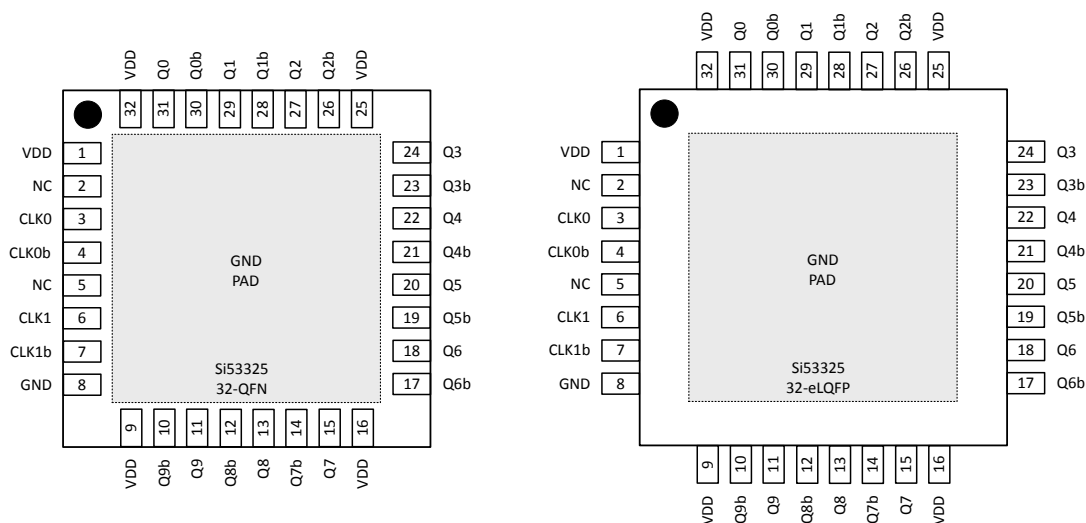 VDD Q0 Q0b Q1 Q1b Q2 Q2b VDD
32 31 30 29 28 27 26 25
VDD 1 24 Q3
NC 2 23 Q3b
CLK0 3 22 Q4
CLK0b 4 21 Q4b
NC 5 20 Q5
CLK1 6 19 Q5b
CLK1b 7 18 Q6
GND 8 17 Q6b
GND
PAD
Si53325
32-QFN
9 10 11 12 13 14 15 16
VDD Q9b Q9 Q8b Q8 Q7b Q7 VDD
VDD Q0 Q0b Q1 Q1b Q2 Q2b VDD
32 31 30 29 28 27 26 25
VDD 1 24 Q3
NC 2 23 Q3b
CLK0 3 22 Q4
CLK0b 4 21 Q4b
NC 5 20 Q5
CLK1 6 19 Q5b
CLK1b 7 18 Q6
GND 8 17 Q6b
GND
PAD
Si53325
32-eLQFP
9 10 11 12 13 14 15 16
VDD Q9b Q9 Q8b Q8 Q7b Q7 VDD